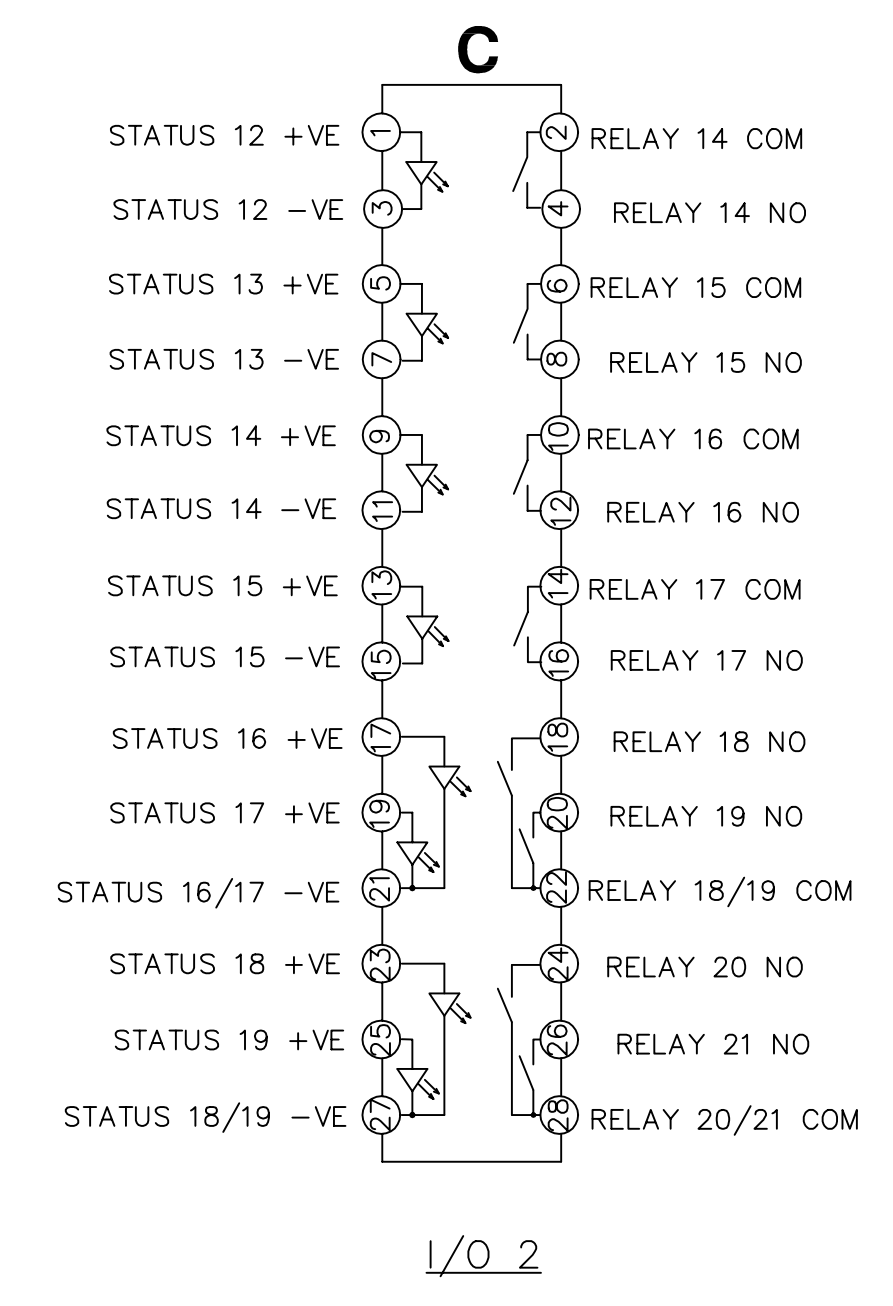 C
STATUS 12 +VE 1 2 RELAY 14 COM
STATUS 12 −VE 3 4 RELAY 14 NO
STATUS 13 +VE 5 6 RELAY 15 COM
STATUS 13 −VE 7 8 RELAY 15 NO
STATUS 14 +VE 9 10 RELAY 16 COM
STATUS 14 −VE 11 12 RELAY 16 NO
STATUS 15 +VE 13 14 RELAY 17 COM
STATUS 15 −VE 15 16 RELAY 17 NO
STATUS 16 +VE 17 18 RELAY 18 NO
STATUS 17 +VE 19 20 RELAY 19 NO
STATUS 16/17 −VE 21 22 RELAY 18/19 COM
STATUS 18 +VE 23 24 RELAY 20 NO
STATUS 19 +VE 25 26 RELAY 21 NO
STATUS 18/19 −VE 27 28 RELAY 20/21 COM
I/O 2